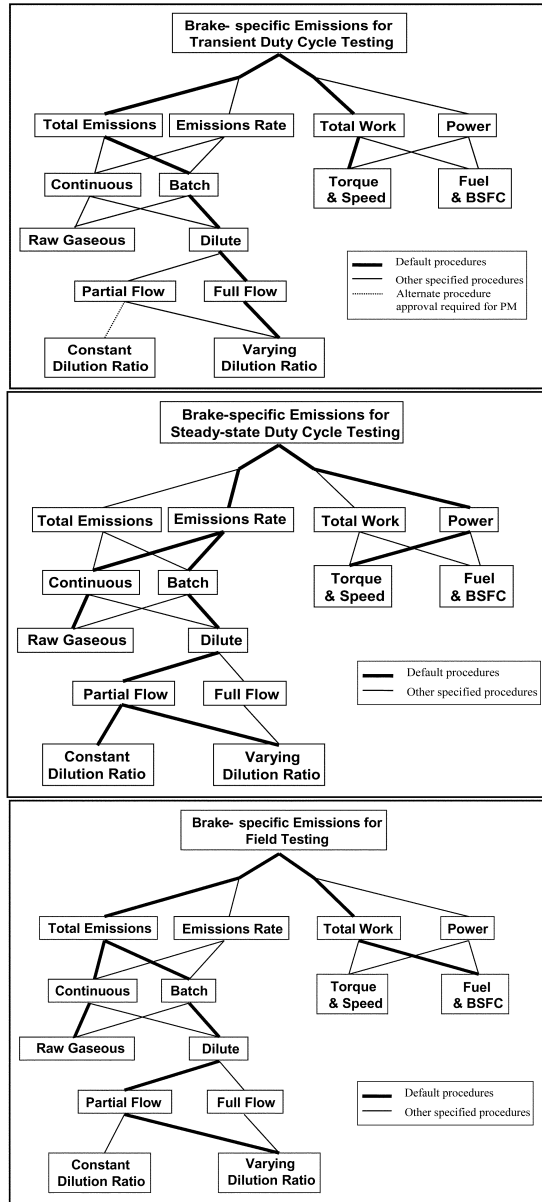 Brake- specific Emissions for
Transient Duty Cycle Testing
Total Emissions
Emissions Rate
Total Work
Power
Continuous
Batch
Torque
& Speed
Fuel
& BSFC
Raw Gaseous
Dilute
Default procedures
Other specified procedures
Alternate procedure
approval required for PM
Partial Flow
Full Flow
Constant
Dilution Ratio
Varying
Dilution Ratio
Brake-specific Emissions for
Steady-state Duty Cycle Testing
Total Emissions
Emissions Rate
Total Work
Power
Continuous
Batch
Torque
& Speed
Fuel
& BSFC
Raw Gaseous
Dilute
Default procedures
Other specified procedures
Partial Flow
Full Flow
Constant
Dilution Ratio
Varying
Dilution Ratio
Brake- specific Emissions for
Field Testing
Total Emissions
Emissions Rate
Total Work
Power
Continuous
Batch
Torque
& Speed
Fuel
& BSFC
Raw Gaseous
Dilute
Default procedures
Other specified procedures
Partial Flow
Full Flow
Constant
Dilution Ratio
Varying
Dilution Ratio